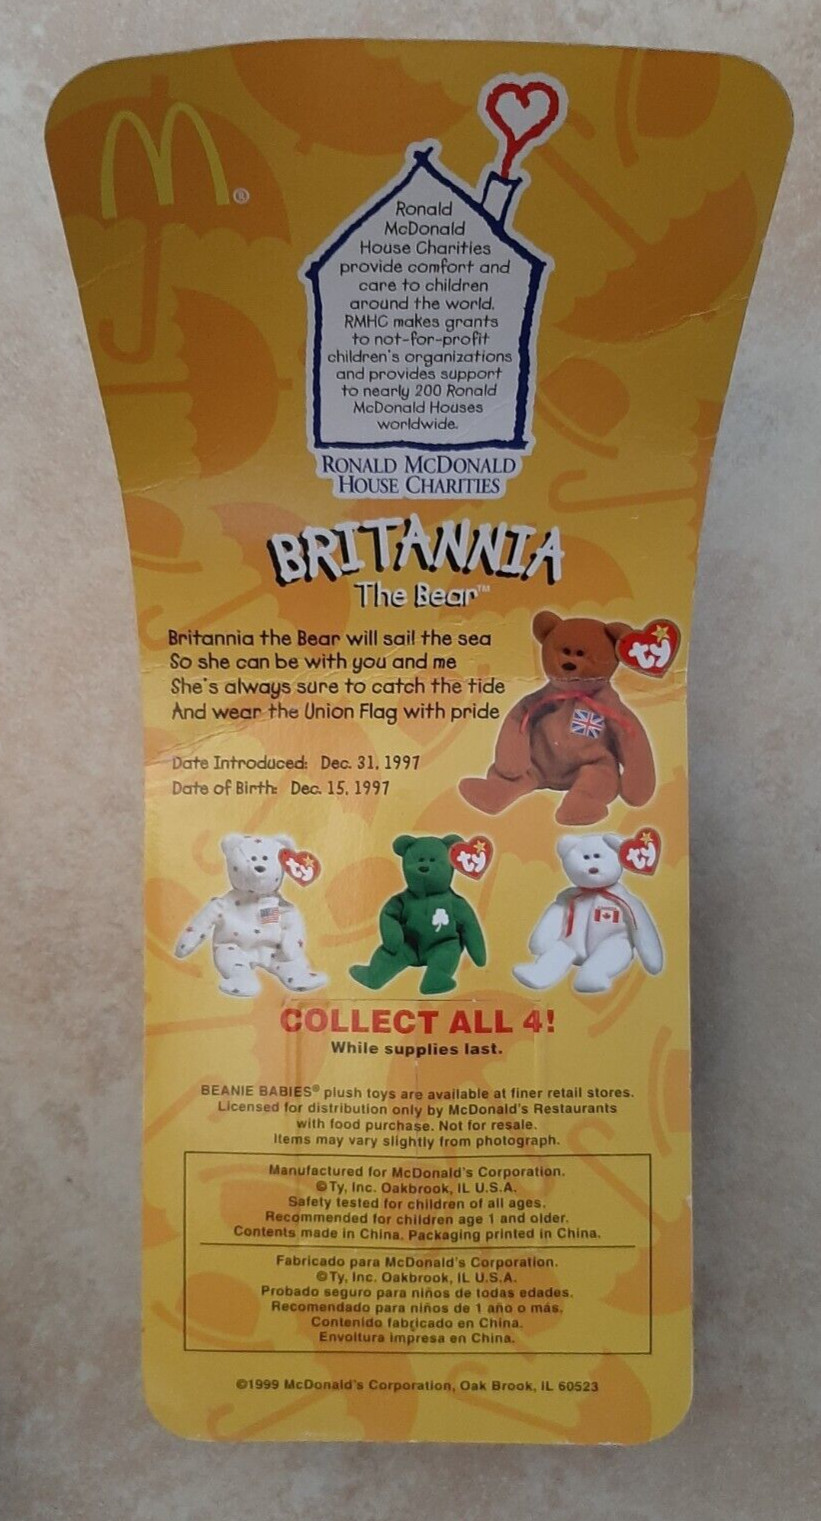 M®
Ronald
McDonald
House Charities
provide comfort and
care to children
around the world.
RMHC makes grants
to not-for-profit
children's organizations
and provides support
to nearly 200 Ronald
McDonald Houses
worldwide.
RONALD MCDONALD
HOUSE CHARITIES
BRITANNIA
The Bear™
Britannia the Bear will sail the sea
So she can be with you and me
She's always sure to catch the tide
And wear the Union Flag with pride
ty
Date Introduced: Dec. 31, 1997
Date of Birth: Dec. 15, 1997
ty
ty
ty
COLLECT ALL 4!
While supplies last.
BEANIE BABIES® plush toys are available at finer retail stores.
Licensed for distribution only by McDonald's Restaurants
with food purchase. Not for resale.
Items may vary slightly from photograph.
Manufactured for McDonald's Corporation.
©Ty, Inc. Oakbrook, IL U.S.A.
Safety tested for children of all ages.
Recommended for children age 1 and older.
Contents made in China. Packaging printed in China.
Fabricado para McDonald's Corporation.
©Ty, Inc. Oakbrook, IL U.S.A.
Probado seguro para niños de todas edades.
Recomendado para niños de 1 año o más.
Contenido fabricado en China.
Envoltura impresa en China.
©1999 McDonald's Corporation, Oak Brook, IL 60523